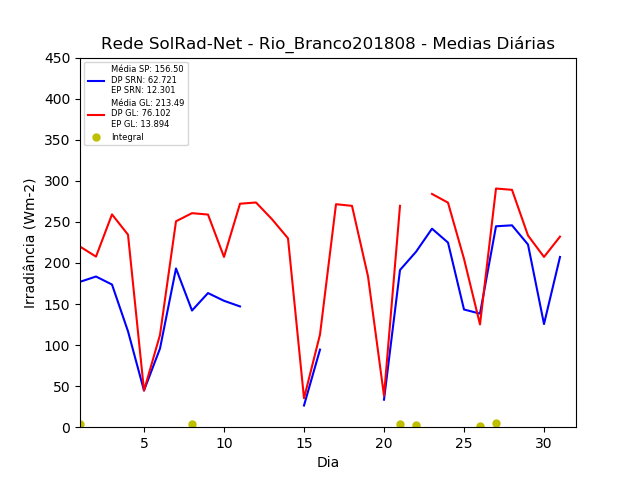 Rede SolRad-Net - Rio_Branco201808 - Medias Diárias
Média SP: 156.50
DP SRN: 62.721
EP SRN: 12.301
Média GL: 213.49
DP GL: 76.102
EP GL: 13.894
Integral
Irradiância (Wm-2)
450
400
350
300
250
200
150
100
50
0
5
10
15
20
25
30
Dia